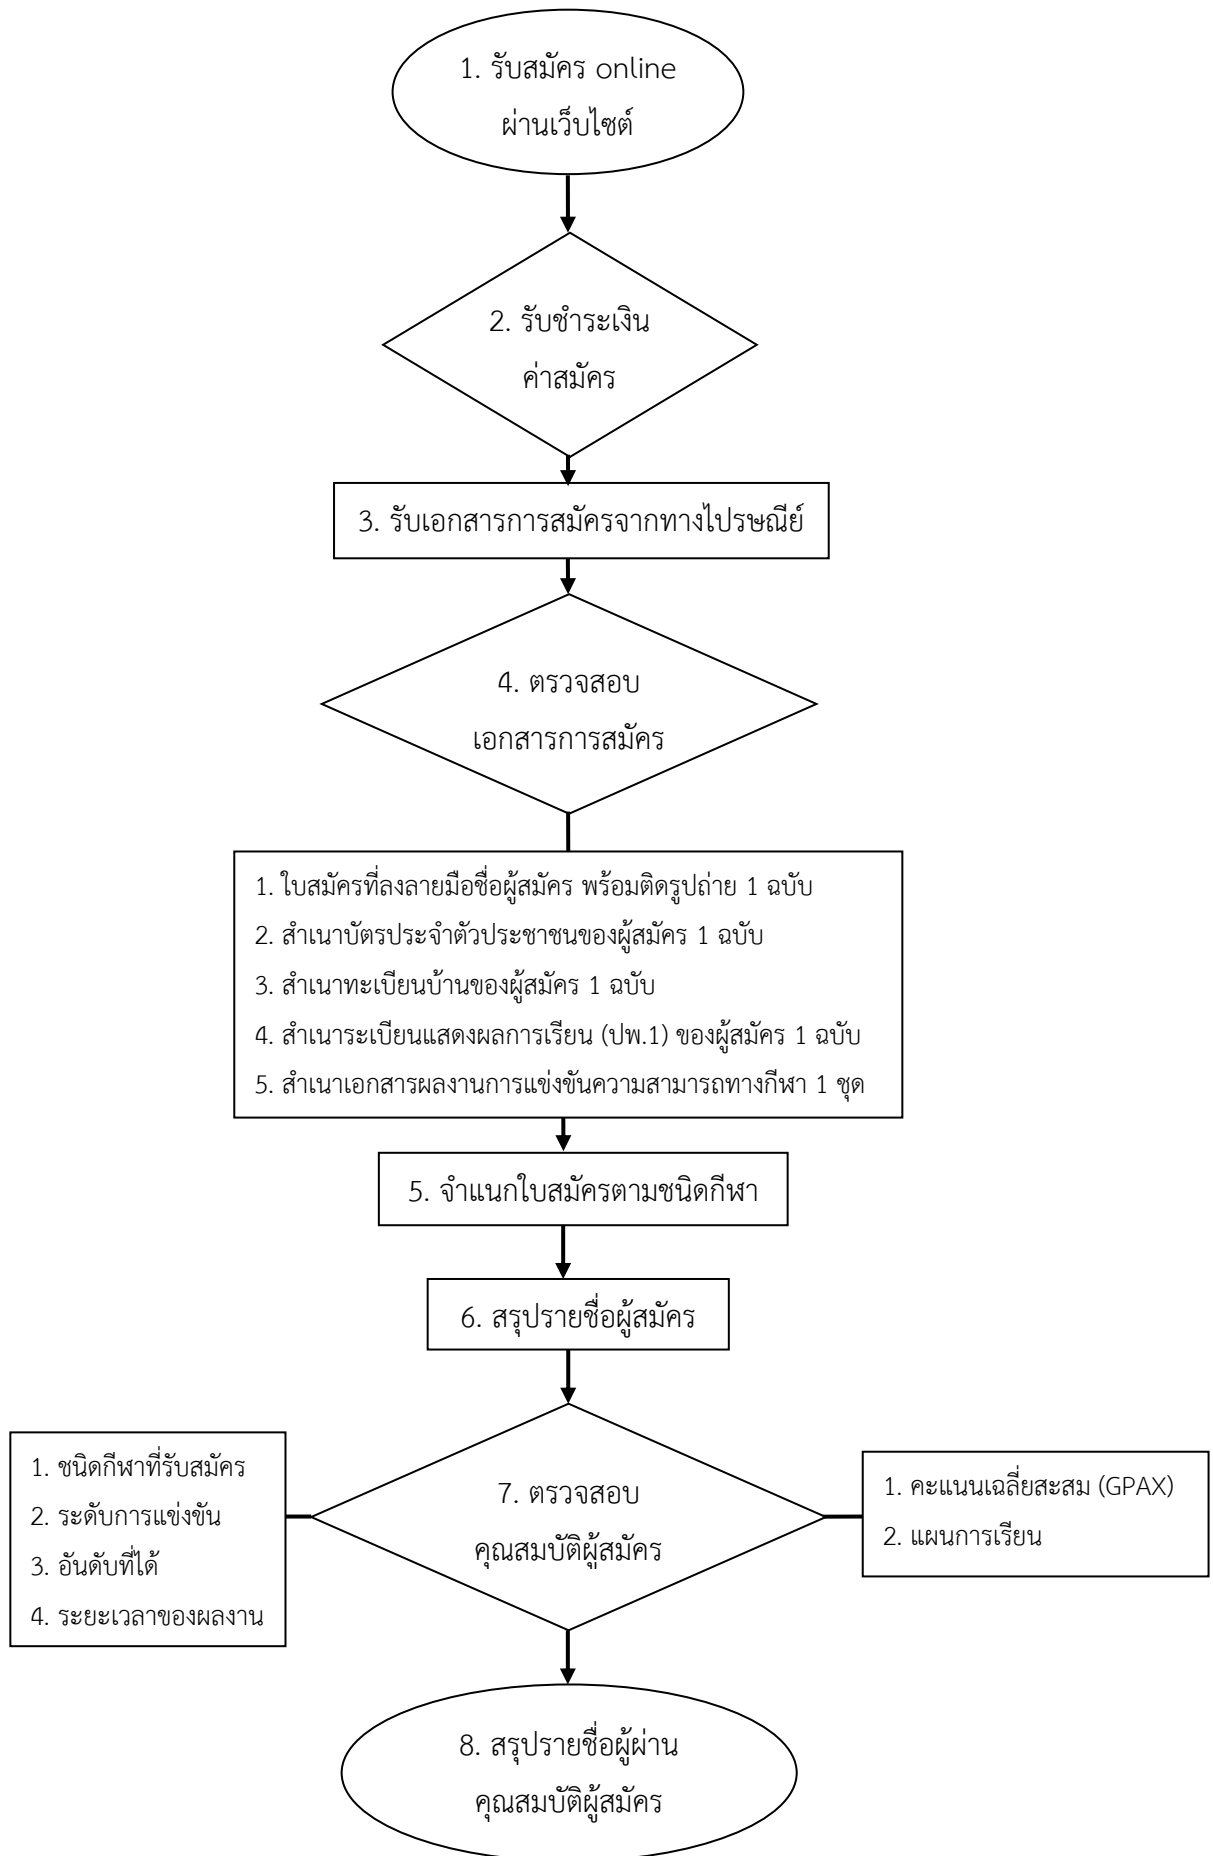 1. รับสมัคร online
ผ่านเว็บไซต์
2. รับชำระเงิน
ค่าสมัคร
3. รับเอกสารการสมัครจากทางไปรษณีย์
4. ตรวจสอบ
เอกสารการสมัคร
1. ใบสมัครที่ลงลายมือชื่อผู้สมัคร พร้อมติดรูปถ่าย 1 ฉบับ
2. สำเนาบัตรประจำตัวประชาชนของผู้สมัคร 1 ฉบับ
3. สำเนาทะเบียนบ้านของผู้สมัคร 1 ฉบับ
4. สำเนาระเบียนแสดงผลการเรียน (ปพ.1) ของผู้สมัคร 1 ฉบับ
5. สำเนาเอกสารผลงานการแข่งขันความสามารถทางกีฬา 1 ชุด
5. จำแนกใบสมัครตามชนิดกีฬา
6. สรุปรายชื่อผู้สมัคร
1. ชนิดกีฬาที่รับสมัคร
2. ระดับการแข่งขัน
3. อันดับที่ได้
4. ระยะเวลาของผลงาน
7. ตรวจสอบ
คุณสมบัติผู้สมัคร
1. คะแนนเฉลี่ยสะสม (GPAX)
2. แผนการเรียน
8. สรุปรายชื่อผู้ผ่าน
คุณสมบัติผู้สมัคร